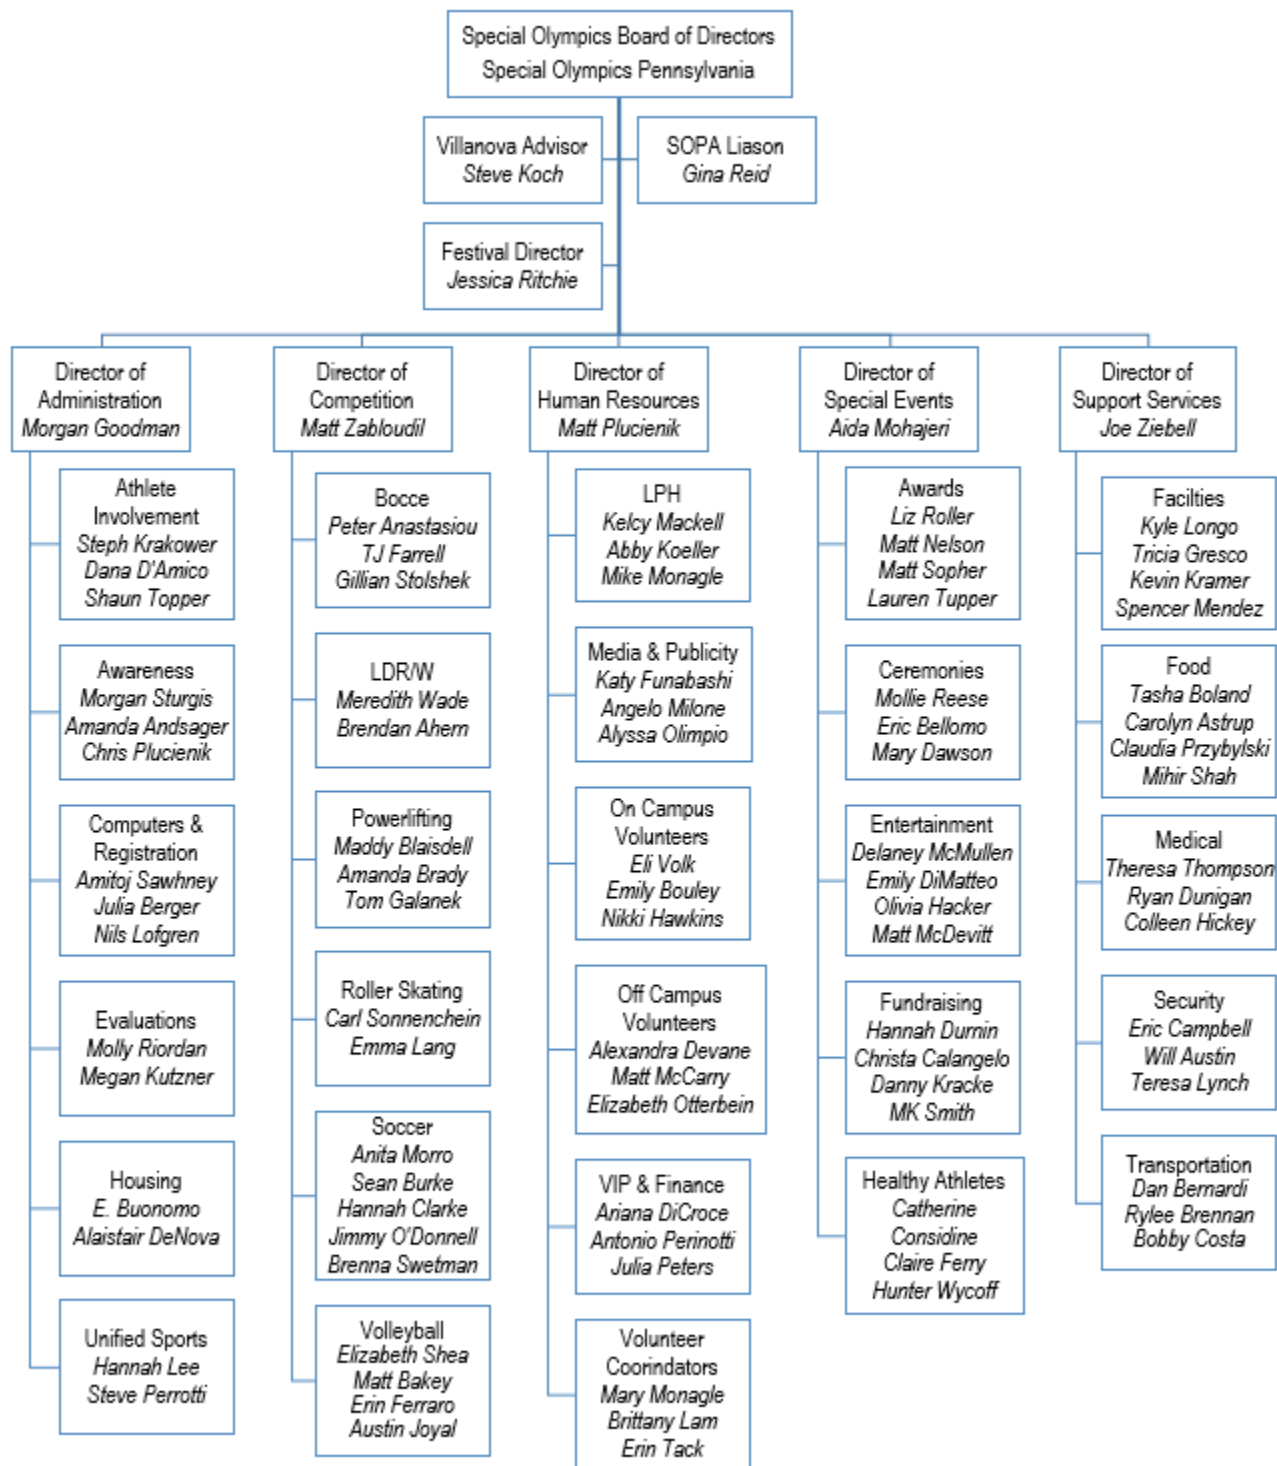 Special Olympics Board of Directors
Special Olympics Pennsylvania
Villanova Advisor
Steve Koch
SOPA Liason
Gina Reid
Festival Director
Jessica Ritchie
Director of
Administration
Morgan Goodman
Athlete
Involvement
Steph Krakower
Dana D'Amico
Shaun Topper
Awareness
Morgan Sturgis
Amanda Andsager
Chris Plucienik
Computers &
Registration
Amitoj Sawhney
Julia Berger
Nils Lofgren
Evaluations
Molly Riordan
Megan Kutzner
Housing
E. Buonomo
Alaistair DeNova
Unified Sports
Hannah Lee
Steve Perrotti
Director of
Competition
Matt Zabloudil
Bocce
Peter Anastasiou
TJ Farrell
Gillian Stolshek
LDR/W
Meredith Wade
Brendan Ahern
Powerlifting
Maddy Blaisdell
Amanda Brady
Tom Galanek
Roller Skating
Carl Sonnenchein
Emma Lang
Soccer
Anita Morro
Sean Burke
Hannah Clarke
Jimmy O'Donnell
Brenna Swetman
Volleyball
Elizabeth Shea
Matt Bakey
Erin Ferraro
Austin Joyal
Director of
Human Resources
Matt Plucienik
LPH
Kelcy Mackell
Abby Koeller
Mike Monagle
Media & Publicity
Katy Funabashi
Angelo Milone
Alyssa Olimpio
On Campus
Volunteers
Eli Volk
Emily Bouley
Nikki Hawkins
Off Campus
Volunteers
Alexandra Devane
Matt McCarry
Elizabeth Otterbein
VIP & Finance
Ariana DiCroce
Antonio Perinotti
Julia Peters
Volunteer
Coorindators
Mary Monagle
Brittany Lam
Erin Tack
Director of
Special Events
Aida Mohajeri
Awards
Liz Roller
Matt Nelson
Matt Sopher
Lauren Tupper
Ceremonies
Mollie Reese
Eric Bellomo
Mary Dawson
Entertainment
Delaney McMullen
Emily DiMatteo
Olivia Hacker
Matt McDevitt
Fundraising
Hannah Durnin
Christa Calangelo
Danny Kracke
MK Smith
Healthy Athletes
Catherine
Considine
Claire Ferry
Hunter Wycoff
Director of
Support Services
Joe Ziebell
Facilties
Kyle Longo
Tricia Gresco
Kevin Kramer
Spencer Mendez
Food
Tasha Boland
Carolyn Astrup
Claudia Przybylski
Mihir Shah
Medical
Theresa Thompson
Ryan Dunigan
Colleen Hickey
Security
Eric Campbell
Will Austin
Teresa Lynch
Transportation
Dan Bernardi
Rylee Brennan
Bobby Costa